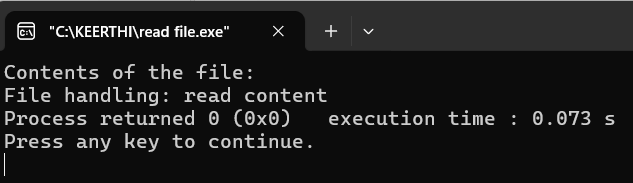 "C:\KEERTHI\read file.exe"
Contents of the file:
File handling: read content
Process returned 0 (0x0)   execution time : 0.073 s
Press any key to continue.